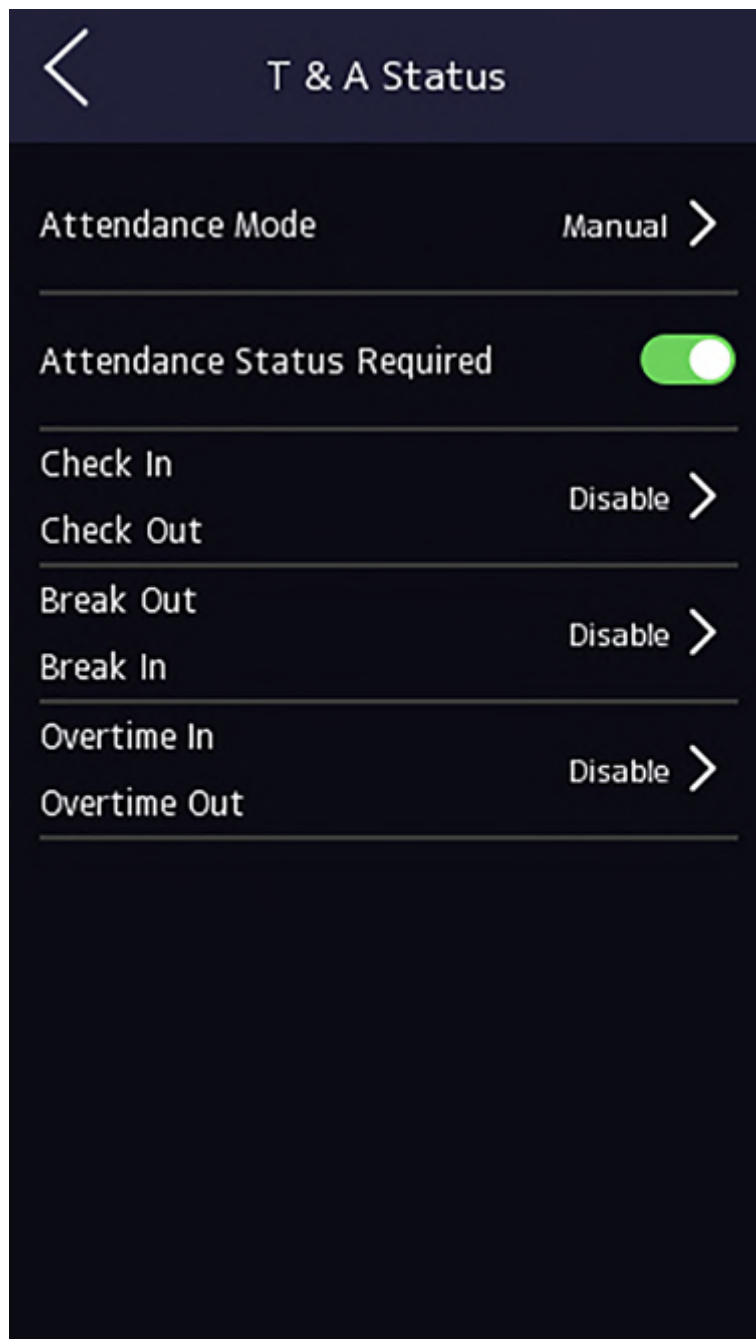 T & A Status
Attendance Mode Manual
Attendance Status Required
Check In
Check Out
Disable
Break Out
Break In
Disable
Overtime In
Overtime Out
Disable